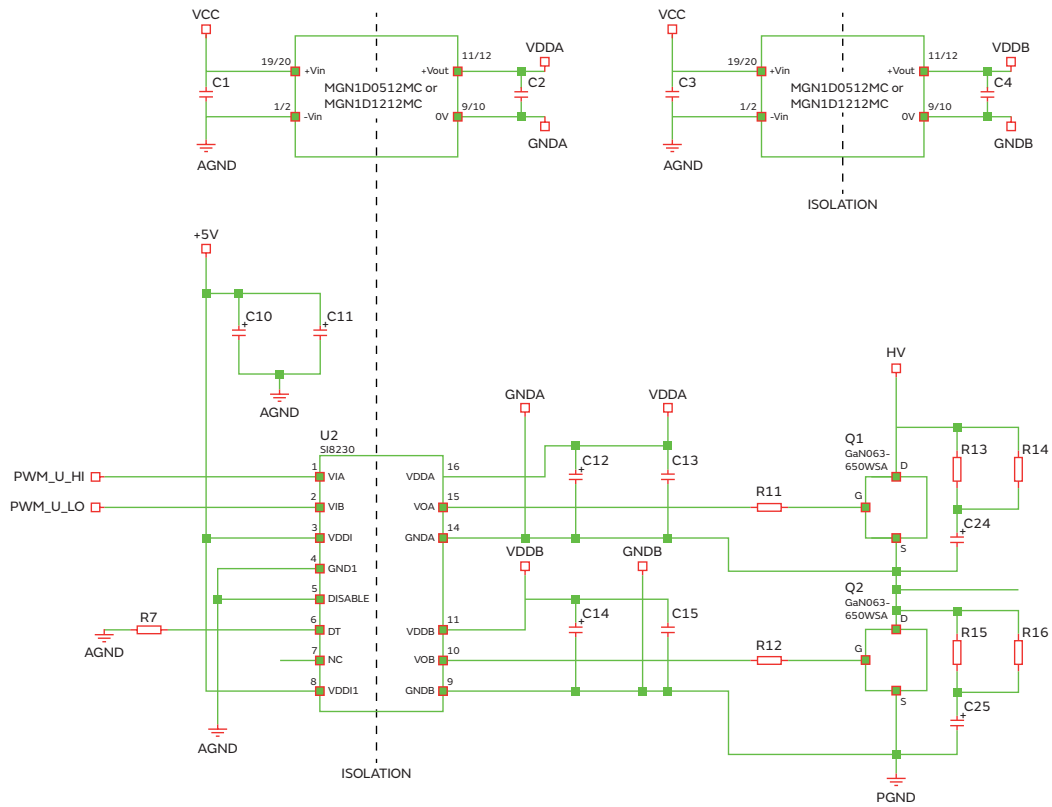 VCC
19/20
+Vin
C1
1/2
-Vin
AGND
MGN1D0512MC or
MGN1D1212MC
11/12
+Vout
VDDA
C2
9/10
0V
GNDA
VCC
19/20
+Vin
C3
1/2
-Vin
AGND
MGN1D0512MC or
MGN1D1212MC
11/12
+Vout
VDDB
C4
9/10
0V
GNDB
ISOLATION
+5V
+
C10
+
C11
AGND
HV
GNDA
VDDA
U2
SI8230
PWM_U_HI
1
VIA
PWM_U_LO
2
VIB
3
VDDI
4
GND1
5
DISABLE
R7
AGND
6
DT
7
NC
8
VDDI1
AGND
16
VDDA
15
VOA
14
GNDA
+
C12
C13
VDDB
GNDB
11
VDDB
10
VOB
9
GNDB
+
C14
C15
R11
R12
Q1
GaN063-
650WSA
D
G
S
R13
R14
+
C24
Q2
GaN063-
650WSA
D
G
S
R15
R16
+
C25
PGND
ISOLATION